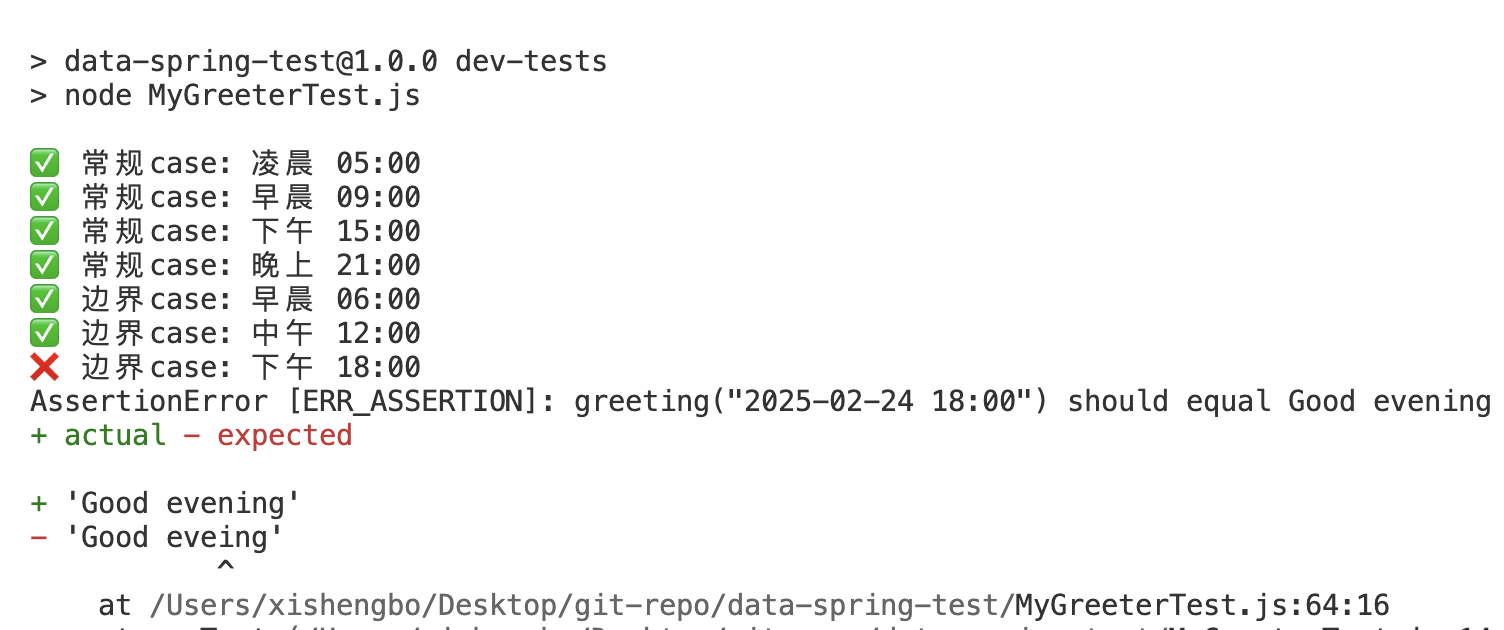 > data-spring-test@1.0.0 dev-tests
> node MyGreeterTest.js
✅ 常规case: 凌晨 05:00
✅ 常规case: 早晨 09:00
✅ 常规case: 下午 15:00
✅ 常规case: 晚上 21:00
✅ 边界case: 早晨 06:00
✅ 边界case: 中午 12:00
❌ 边界case: 下午 18:00
AssertionError [ERR_ASSERTION]: greeting("2025-02-24 18:00") should equal Good evening
+ actual - expected
+ 'Good evening'
- 'Good eveing'
^
at /Users/xishengbo/Desktop/git-repo/data-spring-test/MyGreeterTest.js:64:16